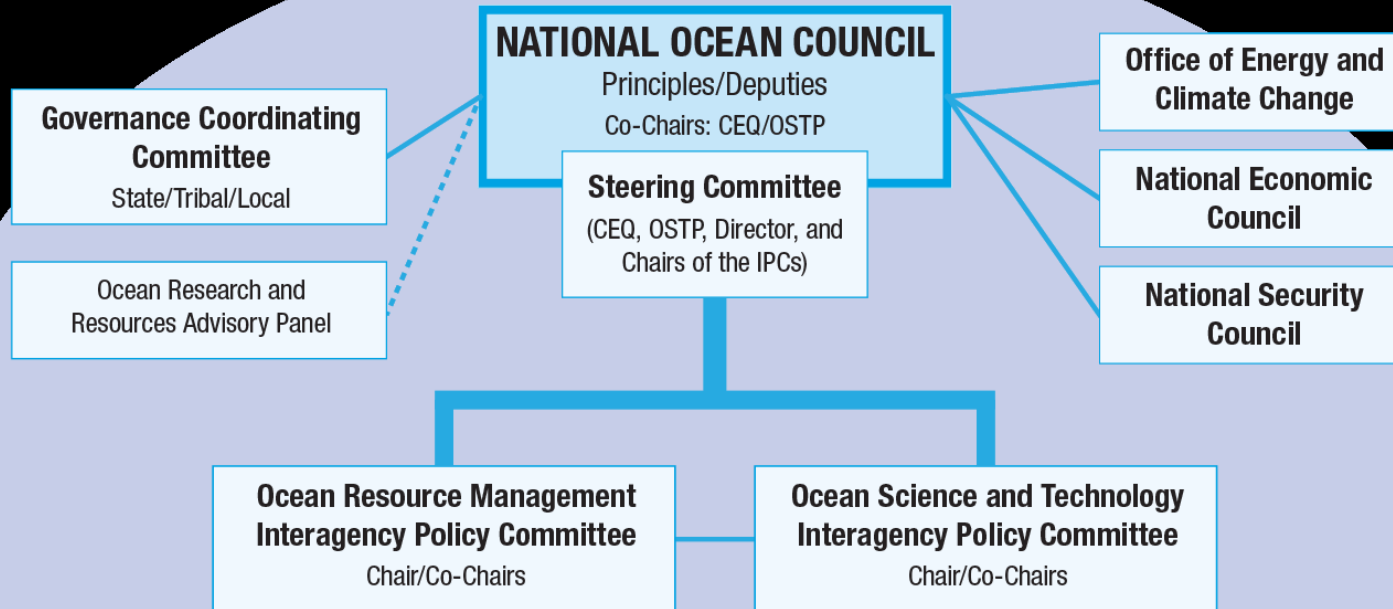 NATIONAL OCEAN COUNCIL
Principles/Deputies
Co-Chairs: CEQ/OSTP
Steering Committee
(CEQ, OSTP, Director, and
Chairs of the IPCs)
Governance Coordinating
Committee
State/Tribal/Local
Ocean Research and
Resources Advisory Panel
Office of Energy and
Climate Change
National Economic
Council
National Security
Council
Ocean Resource Management
Interagency Policy Committee
Chair/Co-Chairs
Ocean Science and Technology
Interagency Policy Committee
Chair/Co-Chairs